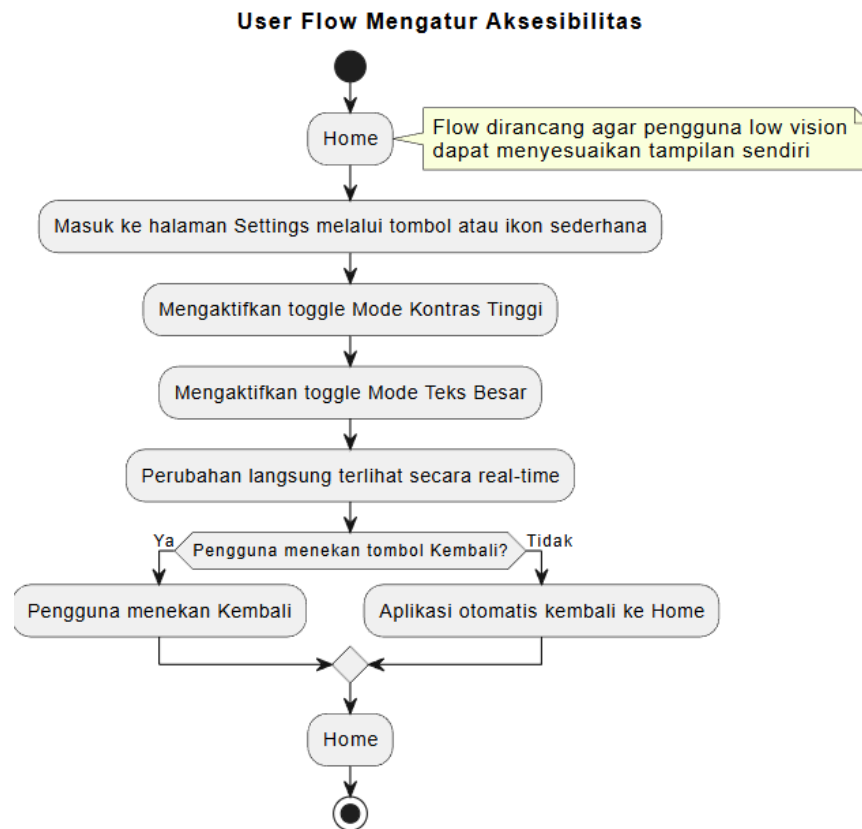 User Flow Mengatur Aksesibilitas
Home
Flow dirancang agar pengguna low vision
dapat menyesuaikan tampilan sendiri
Masuk ke halaman Settings melalui tombol atau ikon sederhana
Mengaktifkan toggle Mode Kontras Tinggi
Mengaktifkan toggle Mode Teks Besar
Perubahan langsung terlihat secara real-time
Ya
Pengguna menekan tombol Kembali?
Tidak
Pengguna menekan Kembali
Aplikasi otomatis kembali ke Home
Home